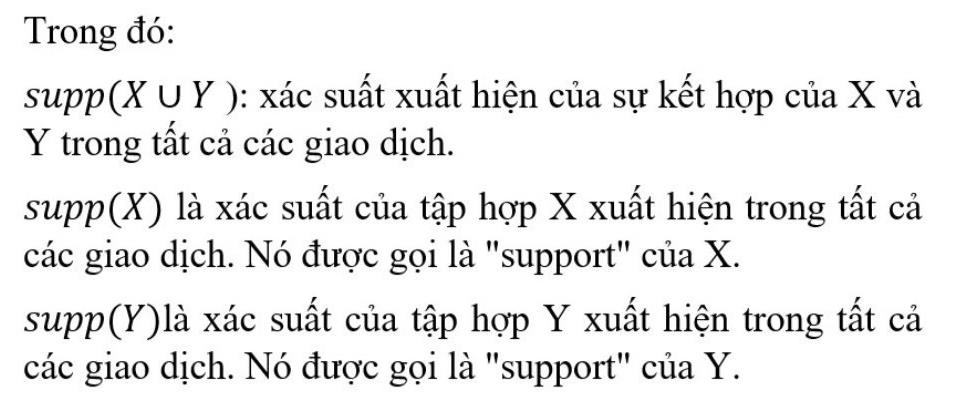 Trong đó:
supp(X ∪ Y ): xác suất xuất hiện của sự kết hợp của X và
Y trong tất cả các giao dịch.
supp(X) là xác suất của tập hợp X xuất hiện trong tất cả
các giao dịch. Nó được gọi là "support" của X.
supp(Y)là xác suất của tập hợp Y xuất hiện trong tất cả
các giao dịch. Nó được gọi là "support" của Y.